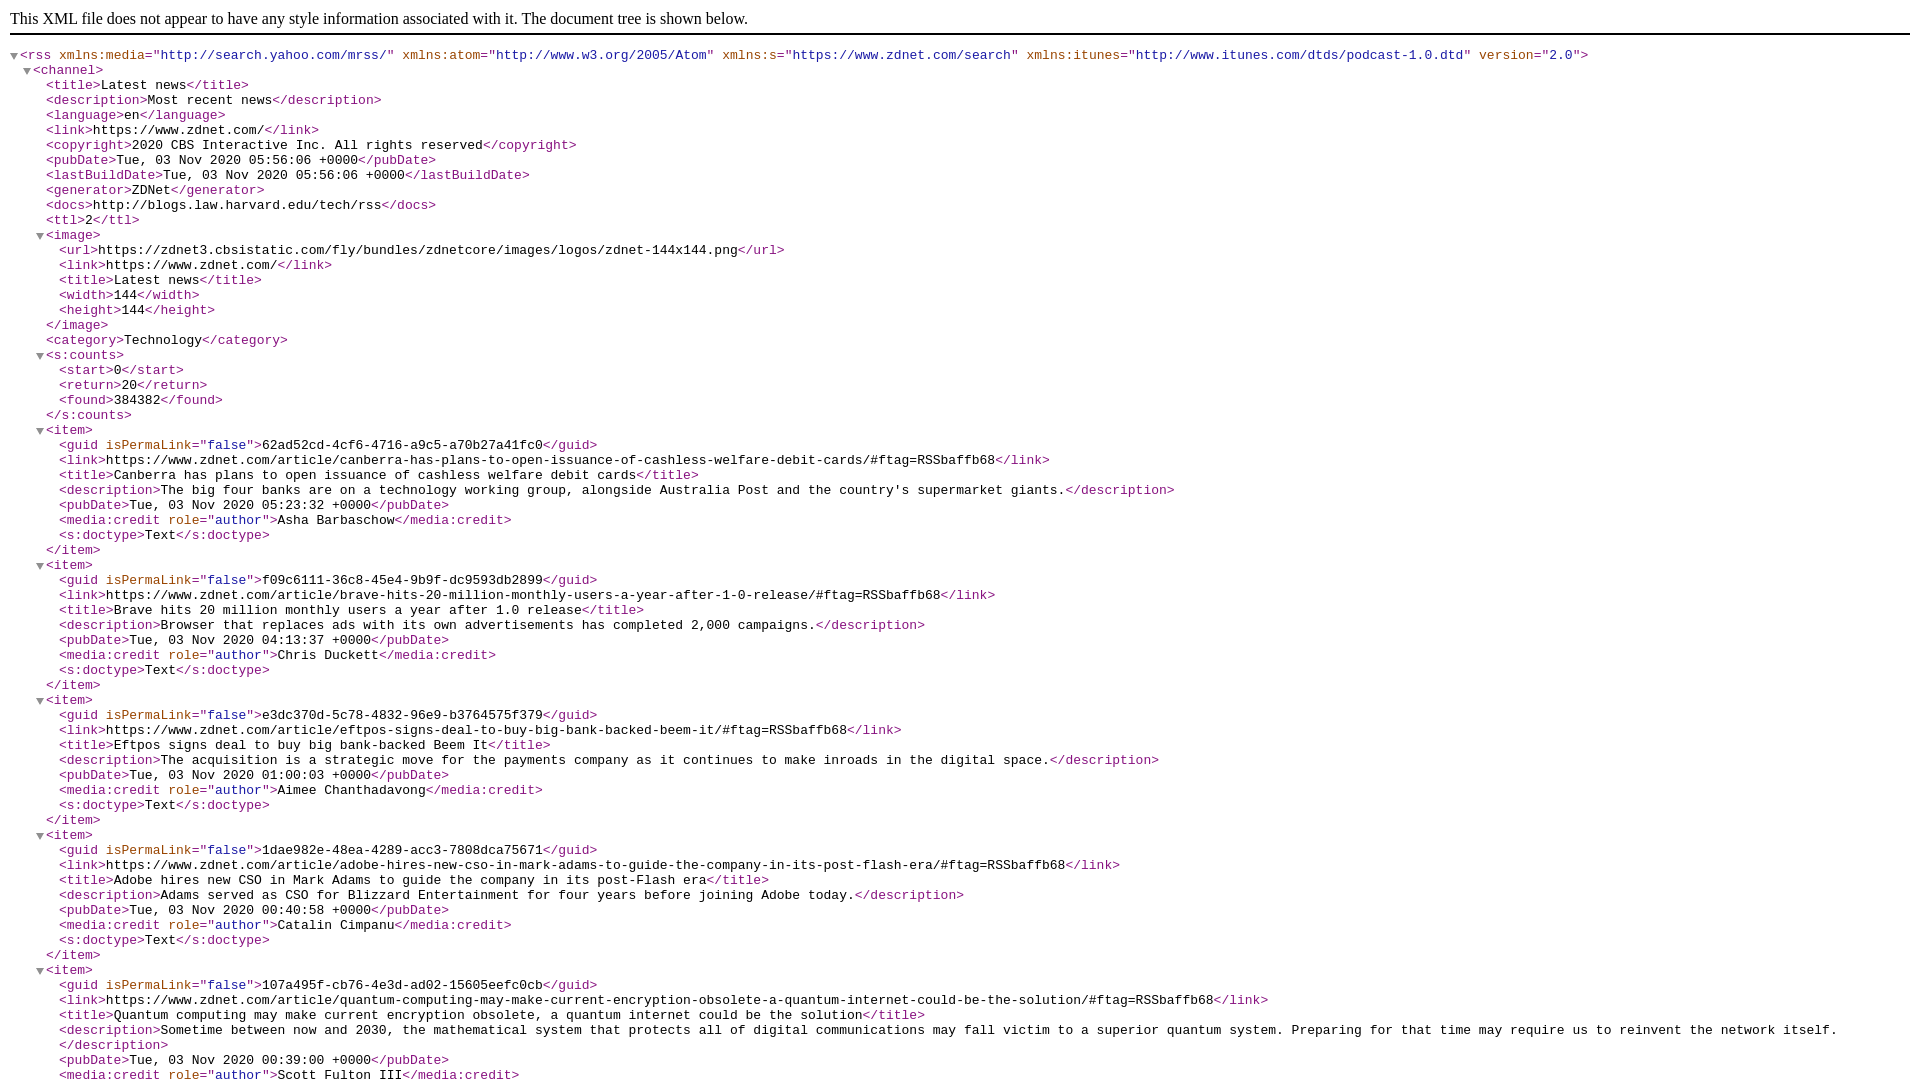 This XML file does not appear to have any style information associated with it. The document tree is shown below.
<rss xmlns:media="http://search.yahoo.com/mrss/" xmlns:atom="http://www.w3.org/2005/Atom" xmlns:s="https://www.zdnet.com/search" xmlns:itunes="http://www.itunes.com/dtds/podcast-1.0.dtd" version="2.0">
<channel>
<title>Latest news</title>
<description>Most recent news</description>
<language>en</language>
<link>https://www.zdnet.com/</link>
<copyright>2020 CBS Interactive Inc. All rights reserved</copyright>
<pubDate>Tue, 03 Nov 2020 05:56:06 +0000</pubDate>
<lastBuildDate>Tue, 03 Nov 2020 05:56:06 +0000</lastBuildDate>
<generator>ZDNet</generator>
<docs>http://blogs.law.harvard.edu/tech/rss</docs>
<ttl>2</ttl>
<image>
<url>https://zdnet3.cbsistatic.com/fly/bundles/zdnetcore/images/logos/zdnet-144x144.png</url>
<link>https://www.zdnet.com/</link>
<title>Latest news</title>
<width>144</width>
<height>144</height>
</image>
<category>Technology</category>
<s:counts>
<start>0</start>
<return>20</return>
<found>384382</found>
</s:counts>
<item>
<guid isPermaLink="false">62ad52cd-4cf6-4716-a9c5-a70b27a41fc0</guid>
<link>https://www.zdnet.com/article/canberra-has-plans-to-open-issuance-of-cashless-welfare-debit-cards/#ftag=RSSbaffb68</link>
<title>Canberra has plans to open issuance of cashless welfare debit cards</title>
<description>The big four banks are on a technology working group, alongside Australia Post and the country's supermarket giants.</description>
<pubDate>Tue, 03 Nov 2020 05:23:32 +0000</pubDate>
<media:credit role="author">Asha Barbaschow</media:credit>
<s:doctype>Text</s:doctype>
</item>
<item>
<guid isPermaLink="false">f09c6111-36c8-45e4-9b9f-dc9593db2899</guid>
<link>https://www.zdnet.com/article/brave-hits-20-million-monthly-users-a-year-after-1-0-release/#ftag=RSSbaffb68</link>
<title>Brave hits 20 million monthly users a year after 1.0 release</title>
<description>Browser that replaces ads with its own advertisements has completed 2,000 campaigns.</description>
<pubDate>Tue, 03 Nov 2020 04:13:37 +0000</pubDate>
<media:credit role="author">Chris Duckett</media:credit>
<s:doctype>Text</s:doctype>
</item>
<item>
<guid isPermaLink="false">e3dc370d-5c78-4832-96e9-b3764575f379</guid>
<link>https://www.zdnet.com/article/eftpos-signs-deal-to-buy-big-bank-backed-beem-it/#ftag=RSSbaffb68</link>
<title>Eftpos signs deal to buy big bank-backed Beem It</title>
<description>The acquisition is a strategic move for the payments company as it continues to make inroads in the digital space.</description>
<pubDate>Tue, 03 Nov 2020 01:00:03 +0000</pubDate>
<media:credit role="author">Aimee Chanthadavong</media:credit>
<s:doctype>Text</s:doctype>
</item>
<item>
<guid isPermaLink="false">1dae982e-48ea-4289-acc3-7808dca75671</guid>
<link>https://www.zdnet.com/article/adobe-hires-new-cso-in-mark-adams-to-guide-the-company-in-its-post-flash-era/#ftag=RSSbaffb68</link>
<title>Adobe hires new CSO in Mark Adams to guide the company in its post-Flash era</title>
<description>Adams served as CSO for Blizzard Entertainment for four years before joining Adobe today.</description>
<pubDate>Tue, 03 Nov 2020 00:40:58 +0000</pubDate>
<media:credit role="author">Catalin Cimpanu</media:credit>
<s:doctype>Text</s:doctype>
</item>
<item>
<guid isPermaLink="false">107a495f-cb76-4e3d-ad02-15605eefc0cb</guid>
<link>https://www.zdnet.com/article/quantum-computing-may-make-current-encryption-obsolete-a-quantum-internet-could-be-the-solution/#ftag=RSSbaffb68</link>
<title>Quantum computing may make current encryption obsolete, a quantum internet could be the solution</title>
<description>Sometime between now and 2030, the mathematical system that protects all of digital communications may fall victim to a superior quantum system. Preparing for that time may require us to reinvent the network itself.
</description>
<pubDate>Tue, 03 Nov 2020 00:39:00 +0000</pubDate>
<media:credit role="author">Scott Fulton III</media:credit>